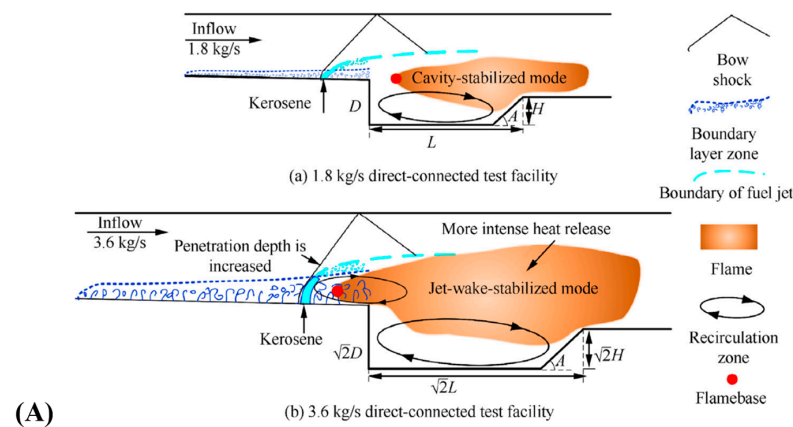 Inflow
1.8 kg/s
Kerosene
D
Cavity-stabilized mode
A
H
L
(a) 1.8 kg/s direct-connected test facility
Inflow
3.6 kg/s
Penetration depth is
increased
More intense heat release
Jet-wake-stabilized mode
Kerosene
√2D
A
√2H
√2L
(b) 3.6 kg/s direct-connected test facility
Bow
shock
Boundary
layer zone
Boundary of fuel jet
Flame
Recirculation
zone
Flamebase
(A)